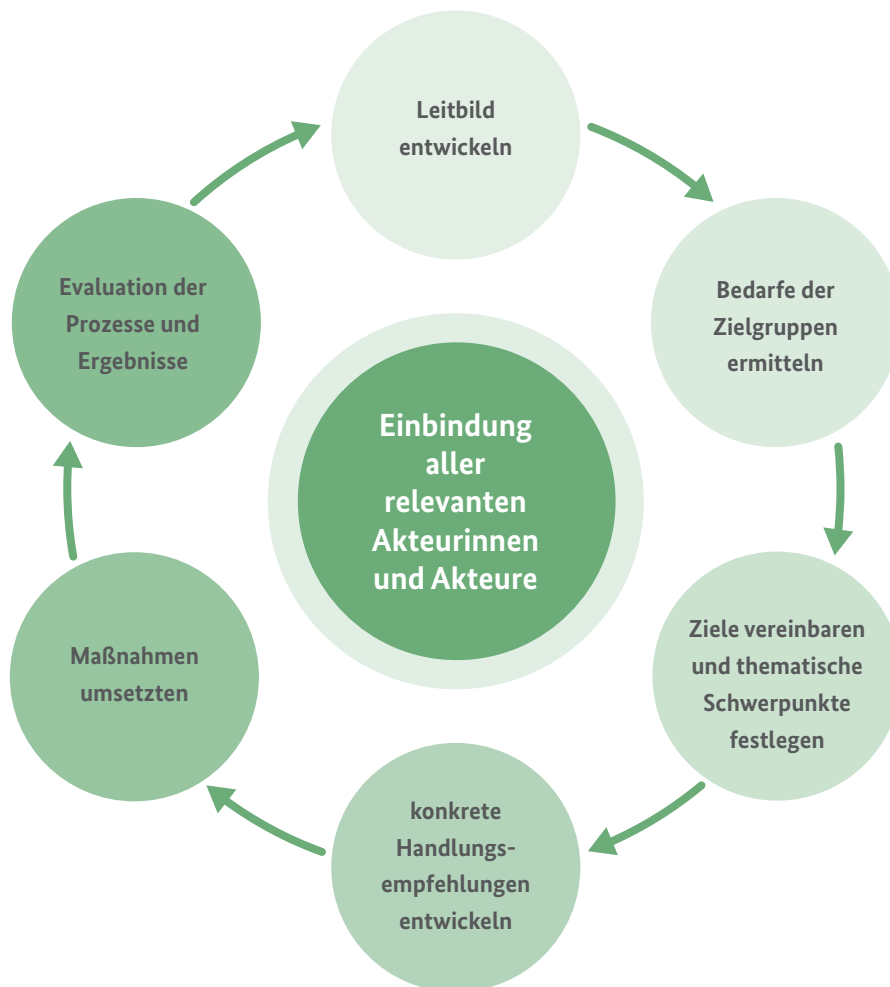 Leitbild
entwickeln
Bedarfe der
Zielgruppen
ermitteln
Ziele vereinbaren
und thematische
Schwerpunkte
festlegen
konkrete
Handlungs-
empfehlungen
entwickeln
Maßnahmen
umsetzten
Evaluation der
Prozesse und
Ergebnisse
Einbindung
aller
relevanten
Akteurinnen
und Akteure